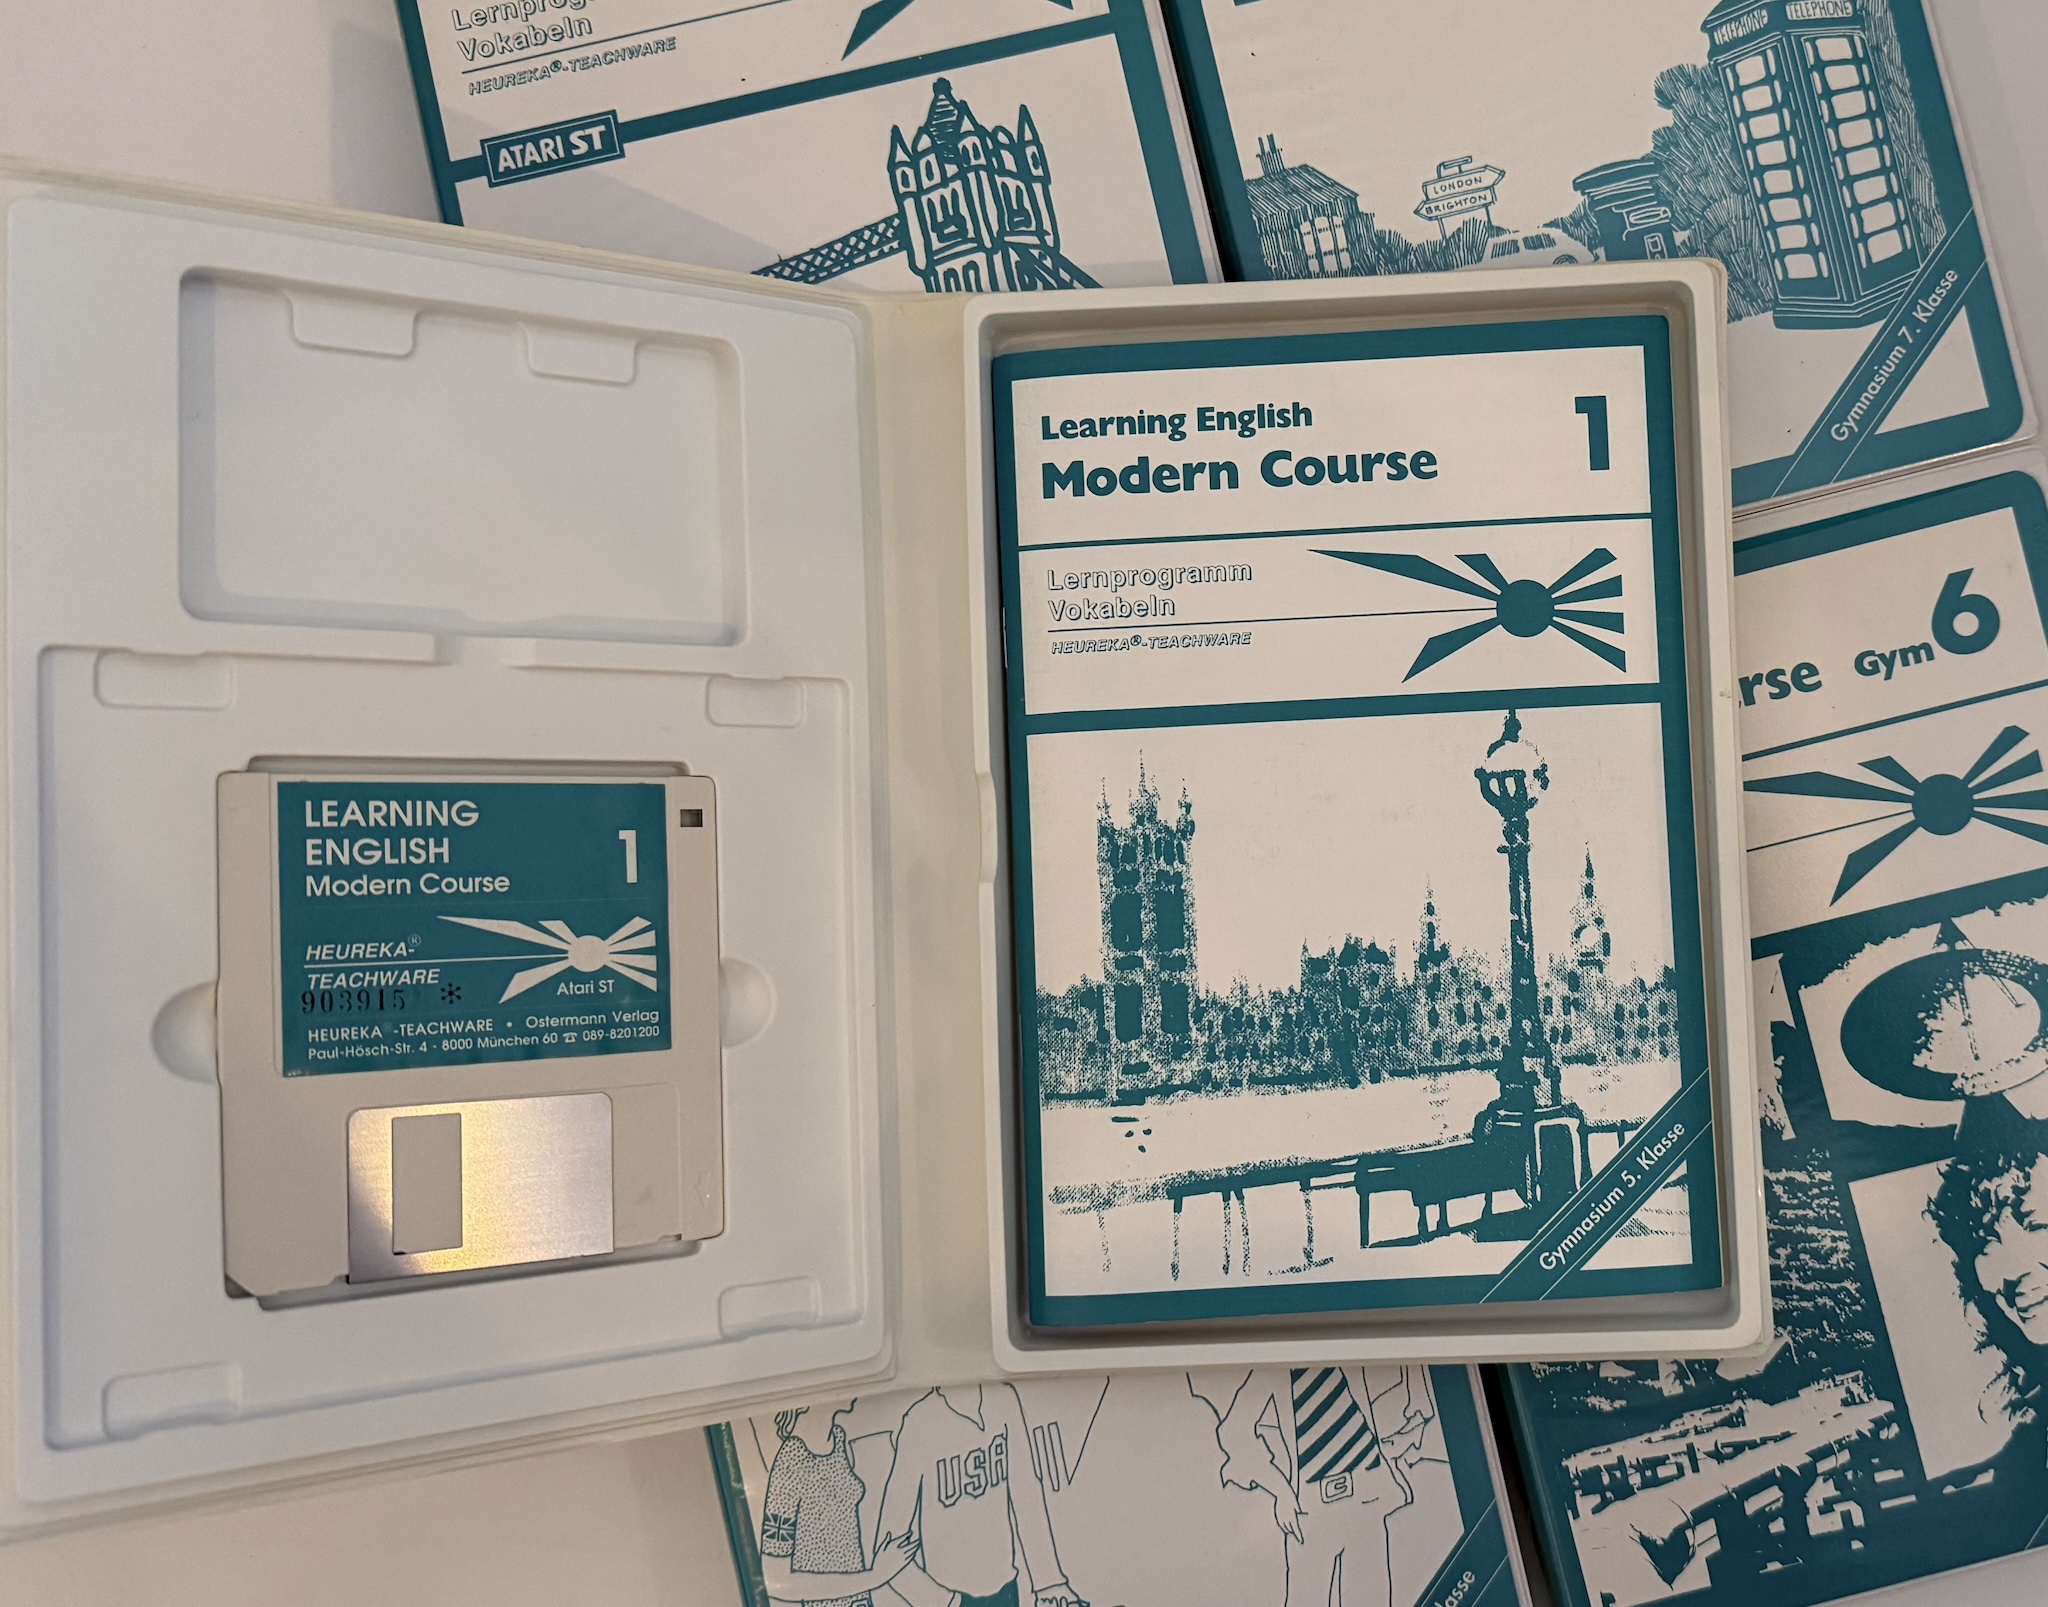 Vokabeln
HEUREKA®-TEACHWARE
ATARI ST
TELEPHONE
TELEPHONE
LONDON
BRIGHTON
Gymnasium 7. Klasse
Learning English
Modern Course 1
Lernprogramm
Vokabeln
HEUREKA®-TEACHWARE
Gymnasium 5. Klasse
LEARNING
ENGLISH
Modern Course 1
HEUREKA-®
TEACHWARE
Atari ST
903915 *
HEUREKA®-TEACHWARE • Ostermann Verlag
Paul-Hösch-Str. 4 - 8000 München 60 ☎ 089-8201200
Gym 6
USA